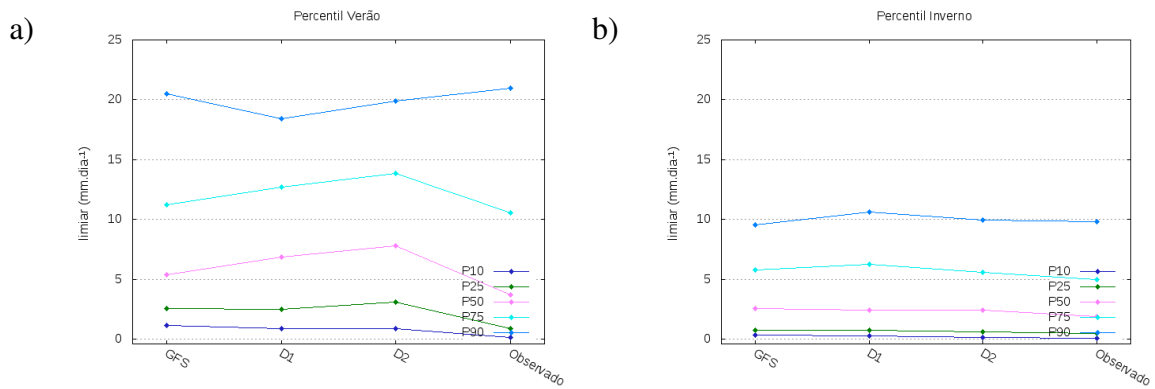 a)
Percentil Verão
limiar (mm.dia⁻¹)
25
20
15
10
5
0
GFS
D1
D2
Observado
P10
P25
P50
P75
P90
b)
Percentil Inverno
limiar (mm.dia⁻¹)
25
20
15
10
5
0
GFS
D1
D2
Observado
P10
P25
P50
P75
P90